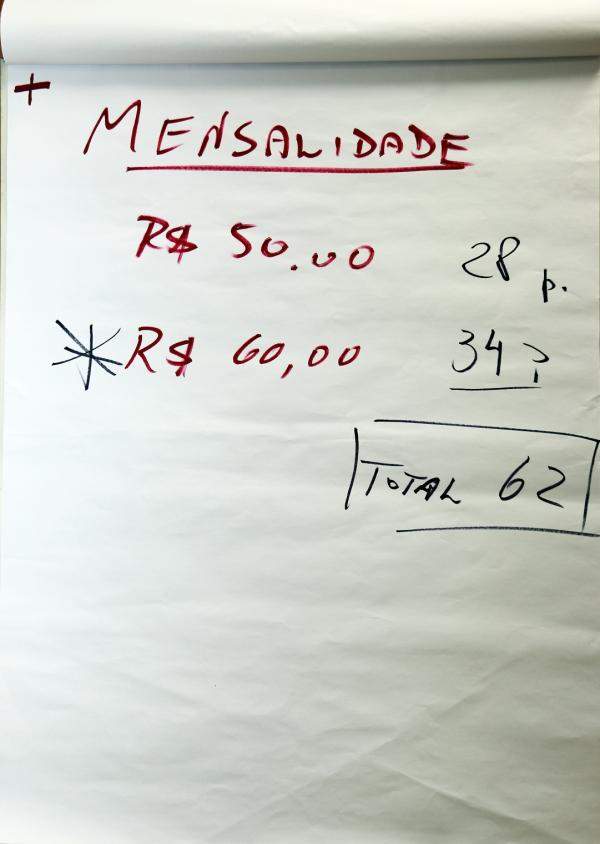 +
MENSALIDADE
R$ 50.00 28 p.
* R$ 60,00 34 p
TOTAL 62